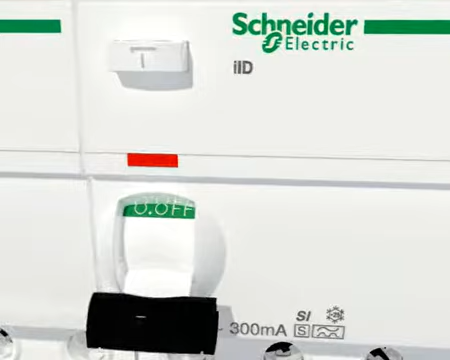 Schneider
Electric
iID
T
O.OFF
SI
300mA S